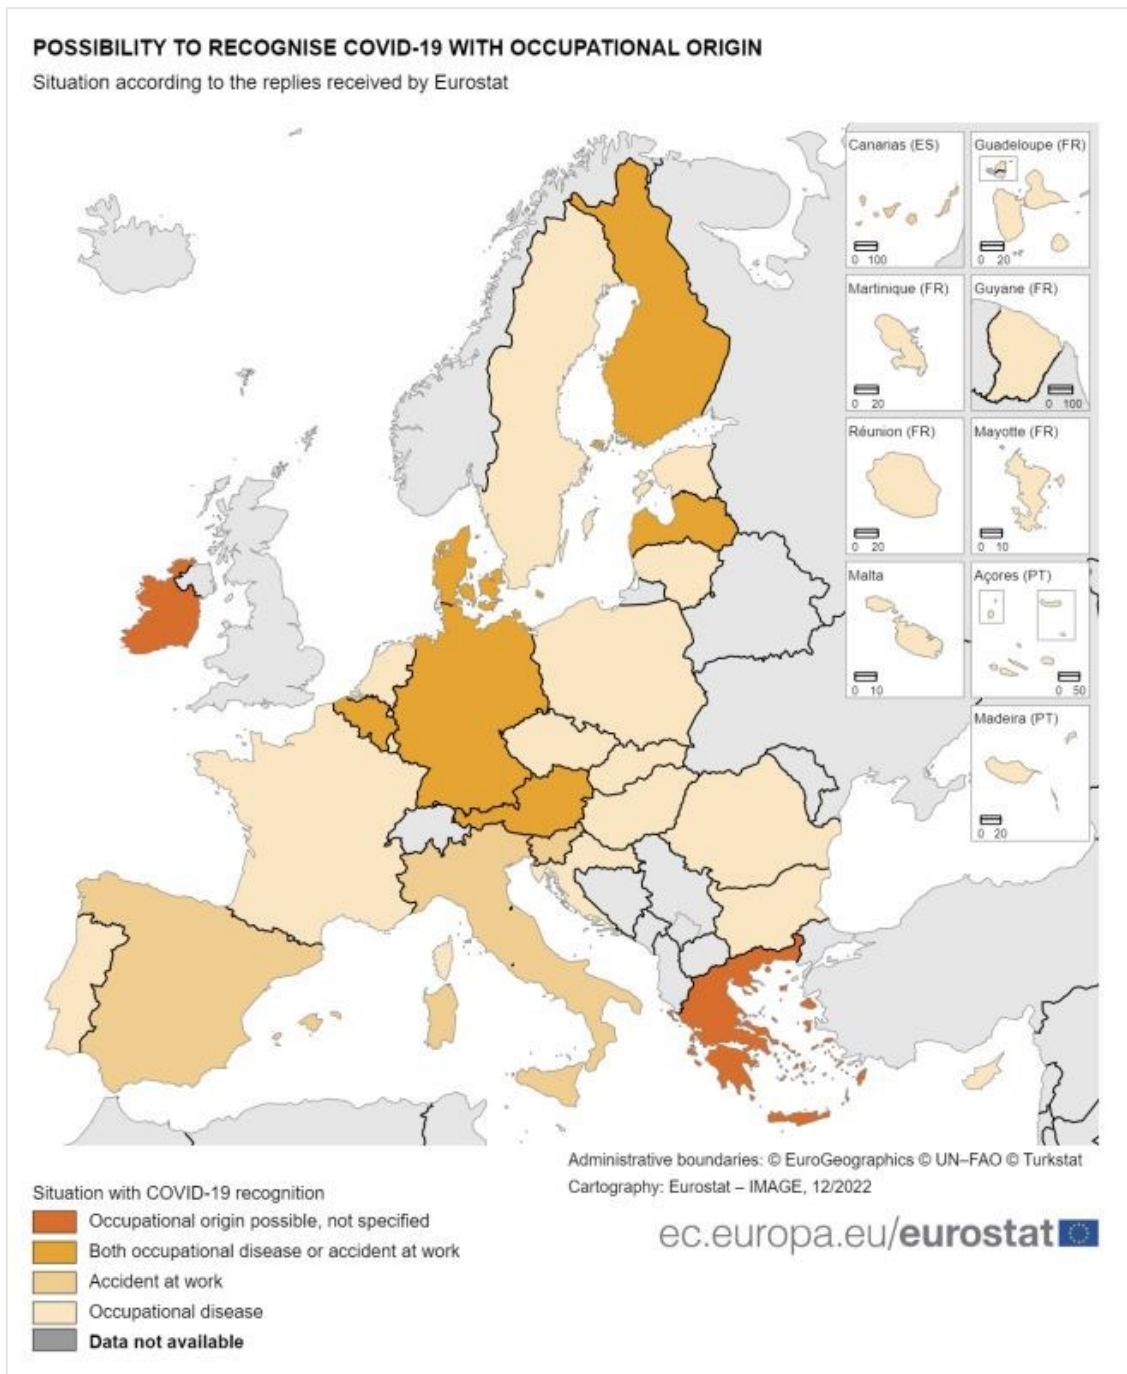 POSSIBILITY TO RECOGNISE COVID-19 WITH OCCUPATIONAL ORIGIN
Situation according to the replies received by Eurostat
Canarias (ES)
0 100
Guadeloupe (FR)
0 20
Martinique (FR)
0 20
Guyane (FR)
0 100
Réunion (FR)
0 20
Mayotte (FR)
0 10
Malta
0 10
Açores (PT)
0 50
Madeira (PT)
0 20
Administrative boundaries: © EuroGeographics © UN–FAO © Turkstat
Cartography: Eurostat – IMAGE, 12/2022
Situation with COVID-19 recognition
Occupational origin possible, not specified
Both occupational disease or accident at work
Accident at work
Occupational disease
Data not available
ec.europa.eu/eurostat